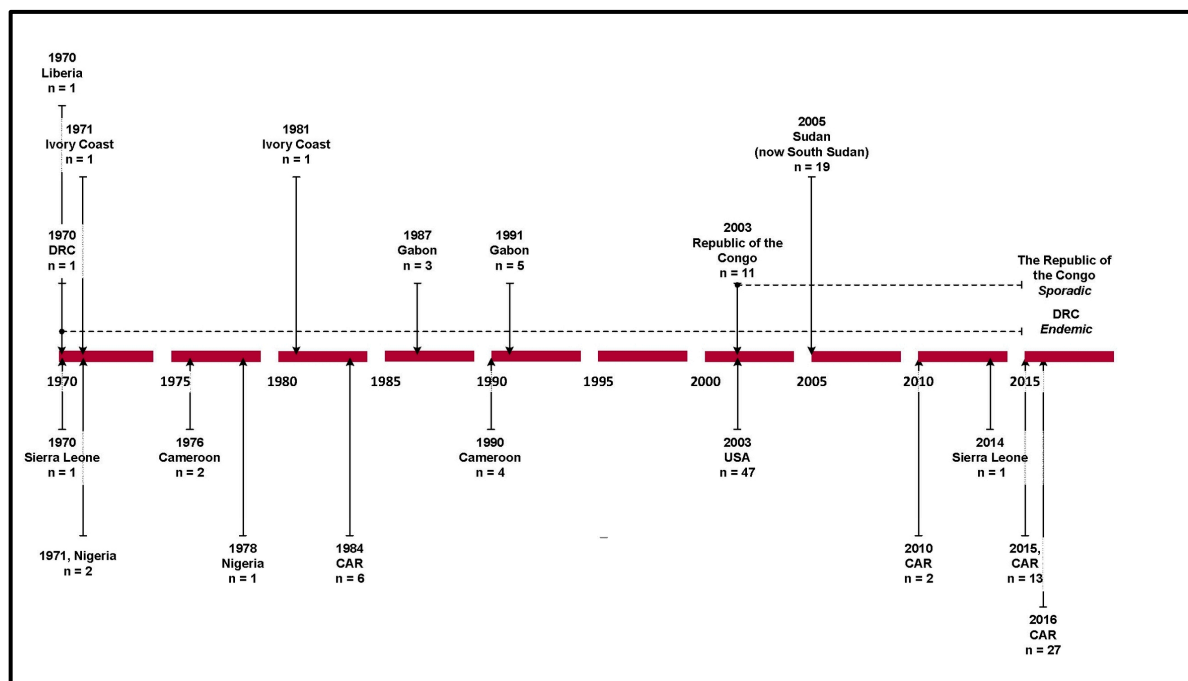 1970
Liberia
n = 1
1971
Ivory Coast
n = 1
1981
Ivory Coast
n = 1
2005
Sudan
(now South Sudan)
n = 19
1970
DRC
n = 1
1987
Gabon
n = 3
1991
Gabon
n = 5
2003
Republic of the
Congo
n = 11
The Republic of
the Congo
Sporadic
DRC
Endemic
1970
1975
1980
1985
1990
1995
2000
2005
2010
2015
1970
Sierra Leone
n = 1
1976
Cameroon
n = 2
1990
Cameroon
n = 4
2003
USA
n = 47
2014
Sierra Leone
n = 1
1971, Nigeria
n = 2
1978
Nigeria
n = 1
1984
CAR
n = 6
2010
CAR
n = 2
2015,
CAR
n = 13
2016
CAR
n = 27